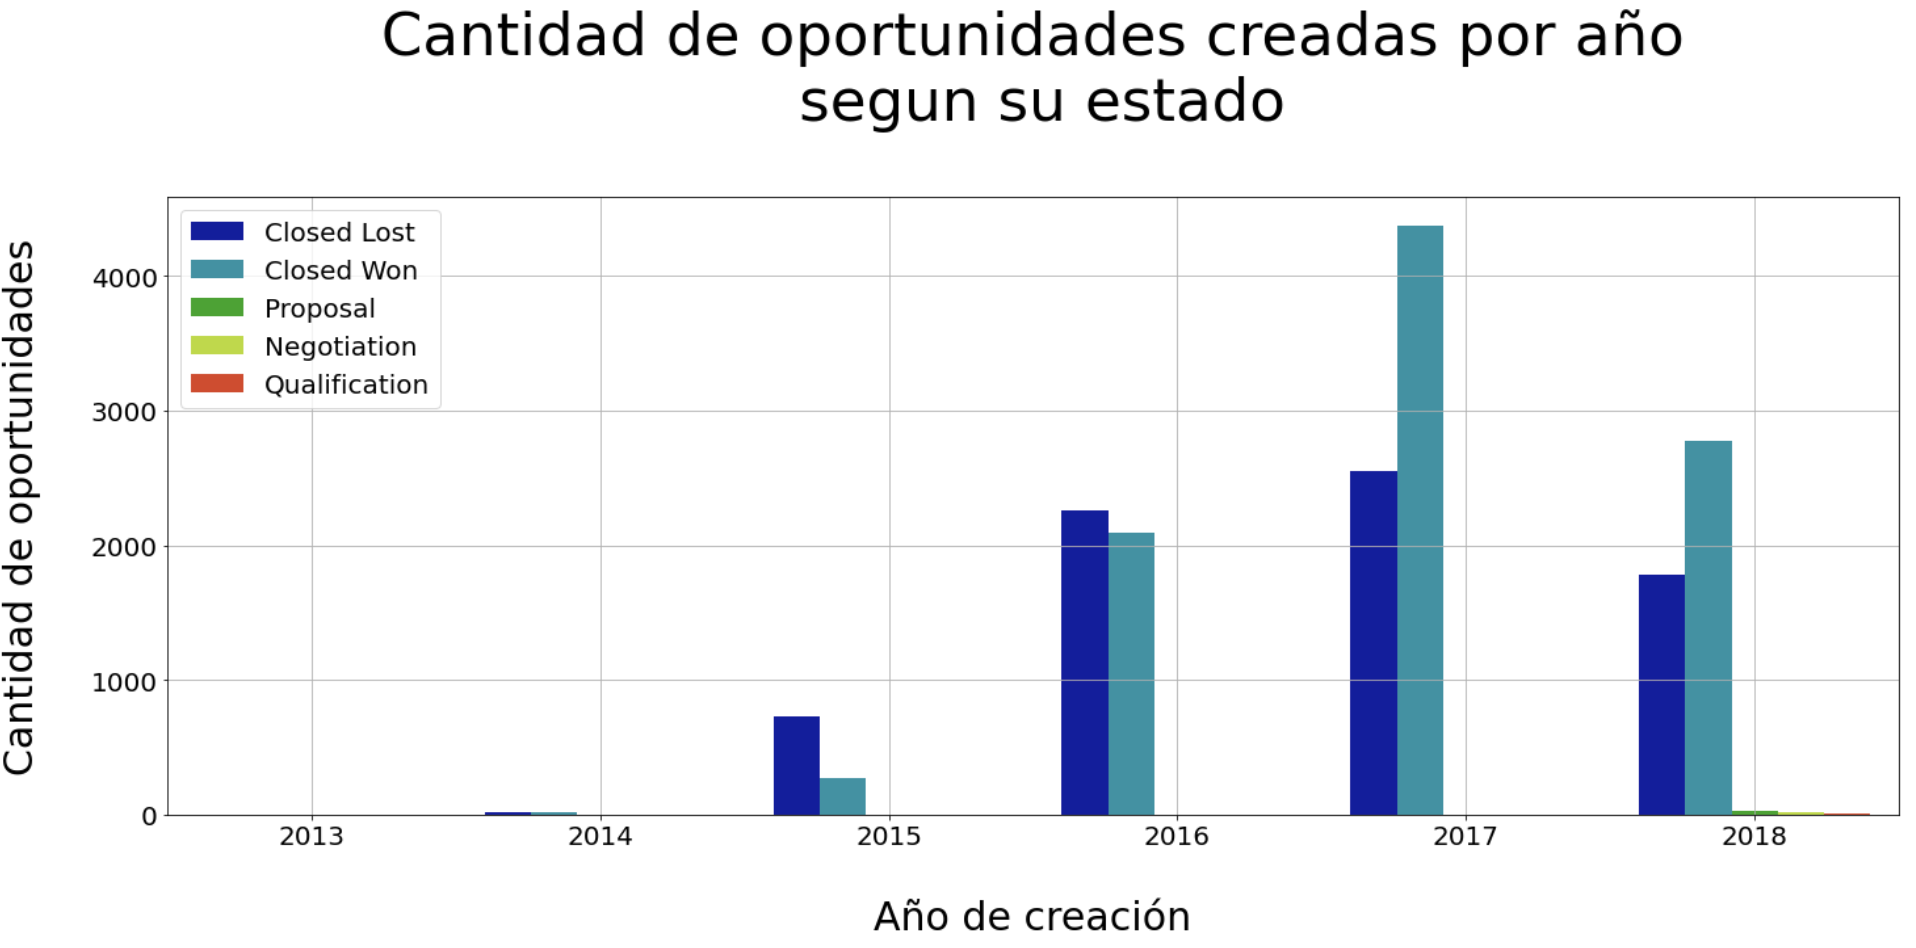 Cantidad de oportunidades creadas por año
segun su estado
Cantidad de oportunidades
Closed Lost
Closed Won
Proposal
Negotiation
Qualification
4000
3000
2000
1000
0
2013 2014 2015 2016 2017 2018
Año de creación